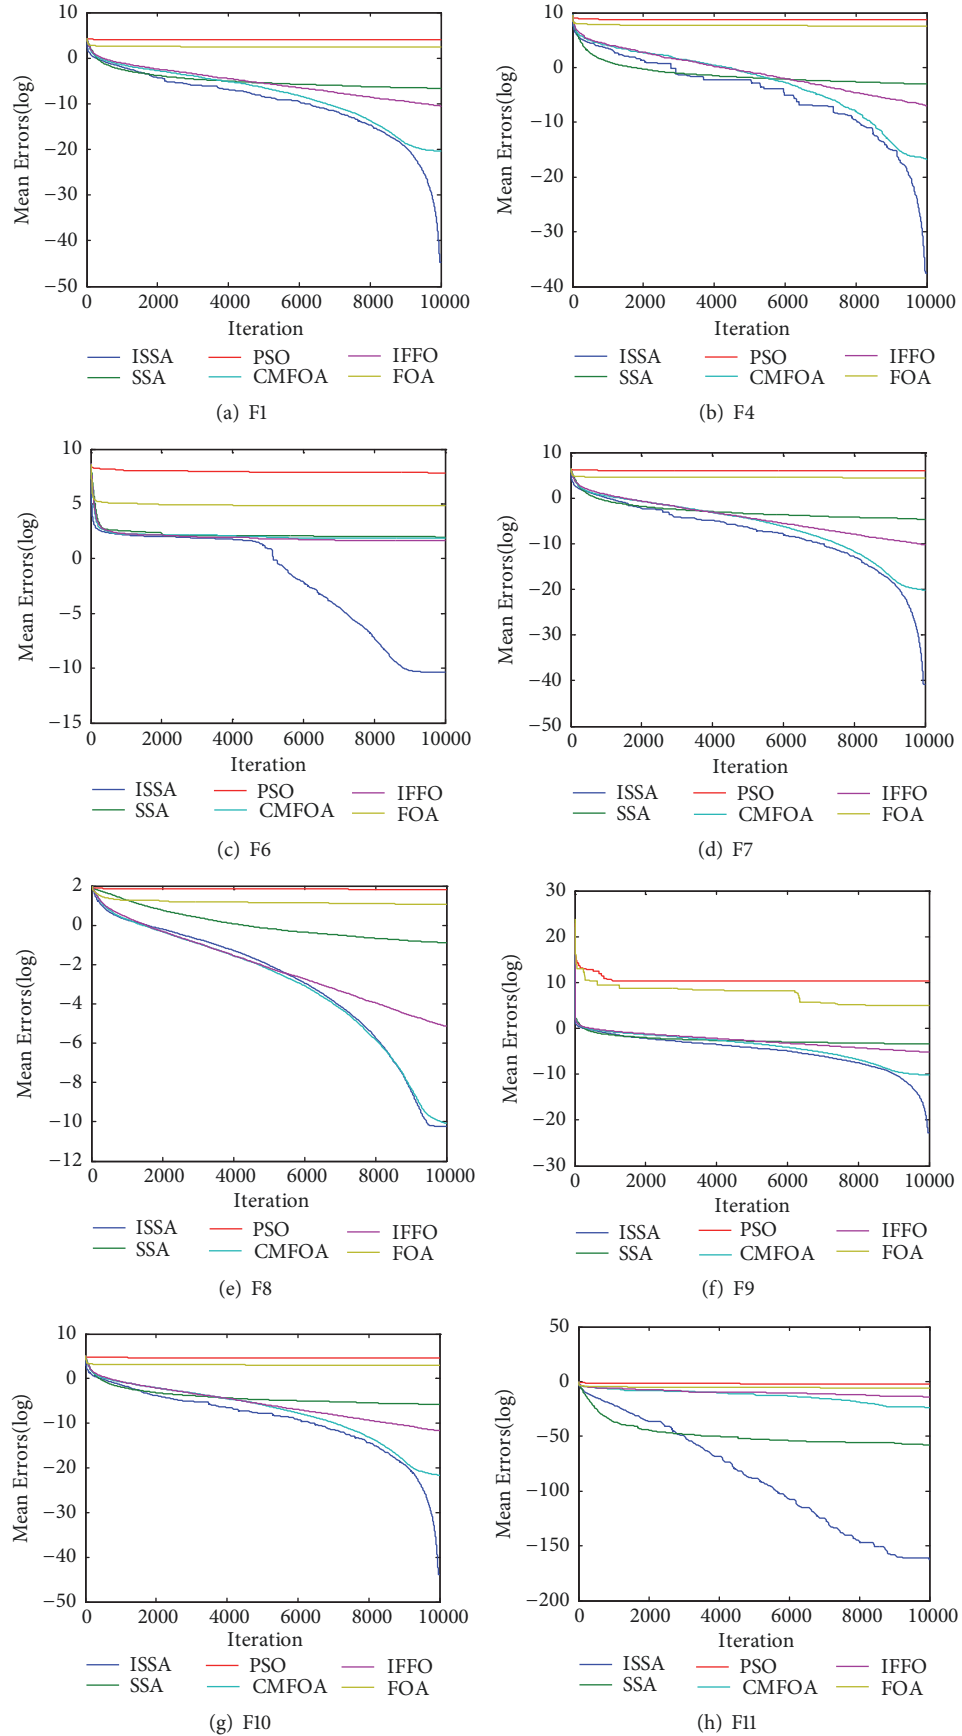 10
0
−10
−20
−30
−40
−50
Mean Errors(log)
0 2000 4000 6000 8000 10000
Iteration
ISSA PSO IFFO
SSA CMFOA FOA
(a) F1
10
0
−10
−20
−30
−40
Mean Errors(log)
0 2000 4000 6000 8000 10000
Iteration
ISSA PSO IFFO
SSA CMFOA FOA
(b) F4
10
5
0
−5
−10
−15
Mean Errors(log)
0 2000 4000 6000 8000 10000
Iteration
ISSA PSO IFFO
SSA CMFOA FOA
(c) F6
10
0
−10
−20
−30
−40
−50
Mean Errors(log)
0 2000 4000 6000 8000 10000
Iteration
ISSA PSO IFFO
SSA CMFOA FOA
(d) F7
2
0
−2
−4
−6
−8
−10
−12
Mean Errors(log)
0 2000 4000 6000 8000 10000
Iteration
ISSA PSO IFFO
SSA CMFOA FOA
(e) F8
30
20
10
0
−10
−20
−30
Mean Errors(log)
0 2000 4000 6000 8000 10000
Iteration
ISSA PSO IFFO
SSA CMFOA FOA
(f) F9
10
0
−10
−20
−30
−40
−50
Mean Errors(log)
0 2000 4000 6000 8000 10000
Iteration
ISSA PSO IFFO
SSA CMFOA FOA
(g) F10
50
0
−50
−100
−150
−200
Mean Errors(log)
0 2000 4000 6000 8000 10000
Iteration
ISSA PSO IFFO
SSA CMFOA FOA
(h) F11